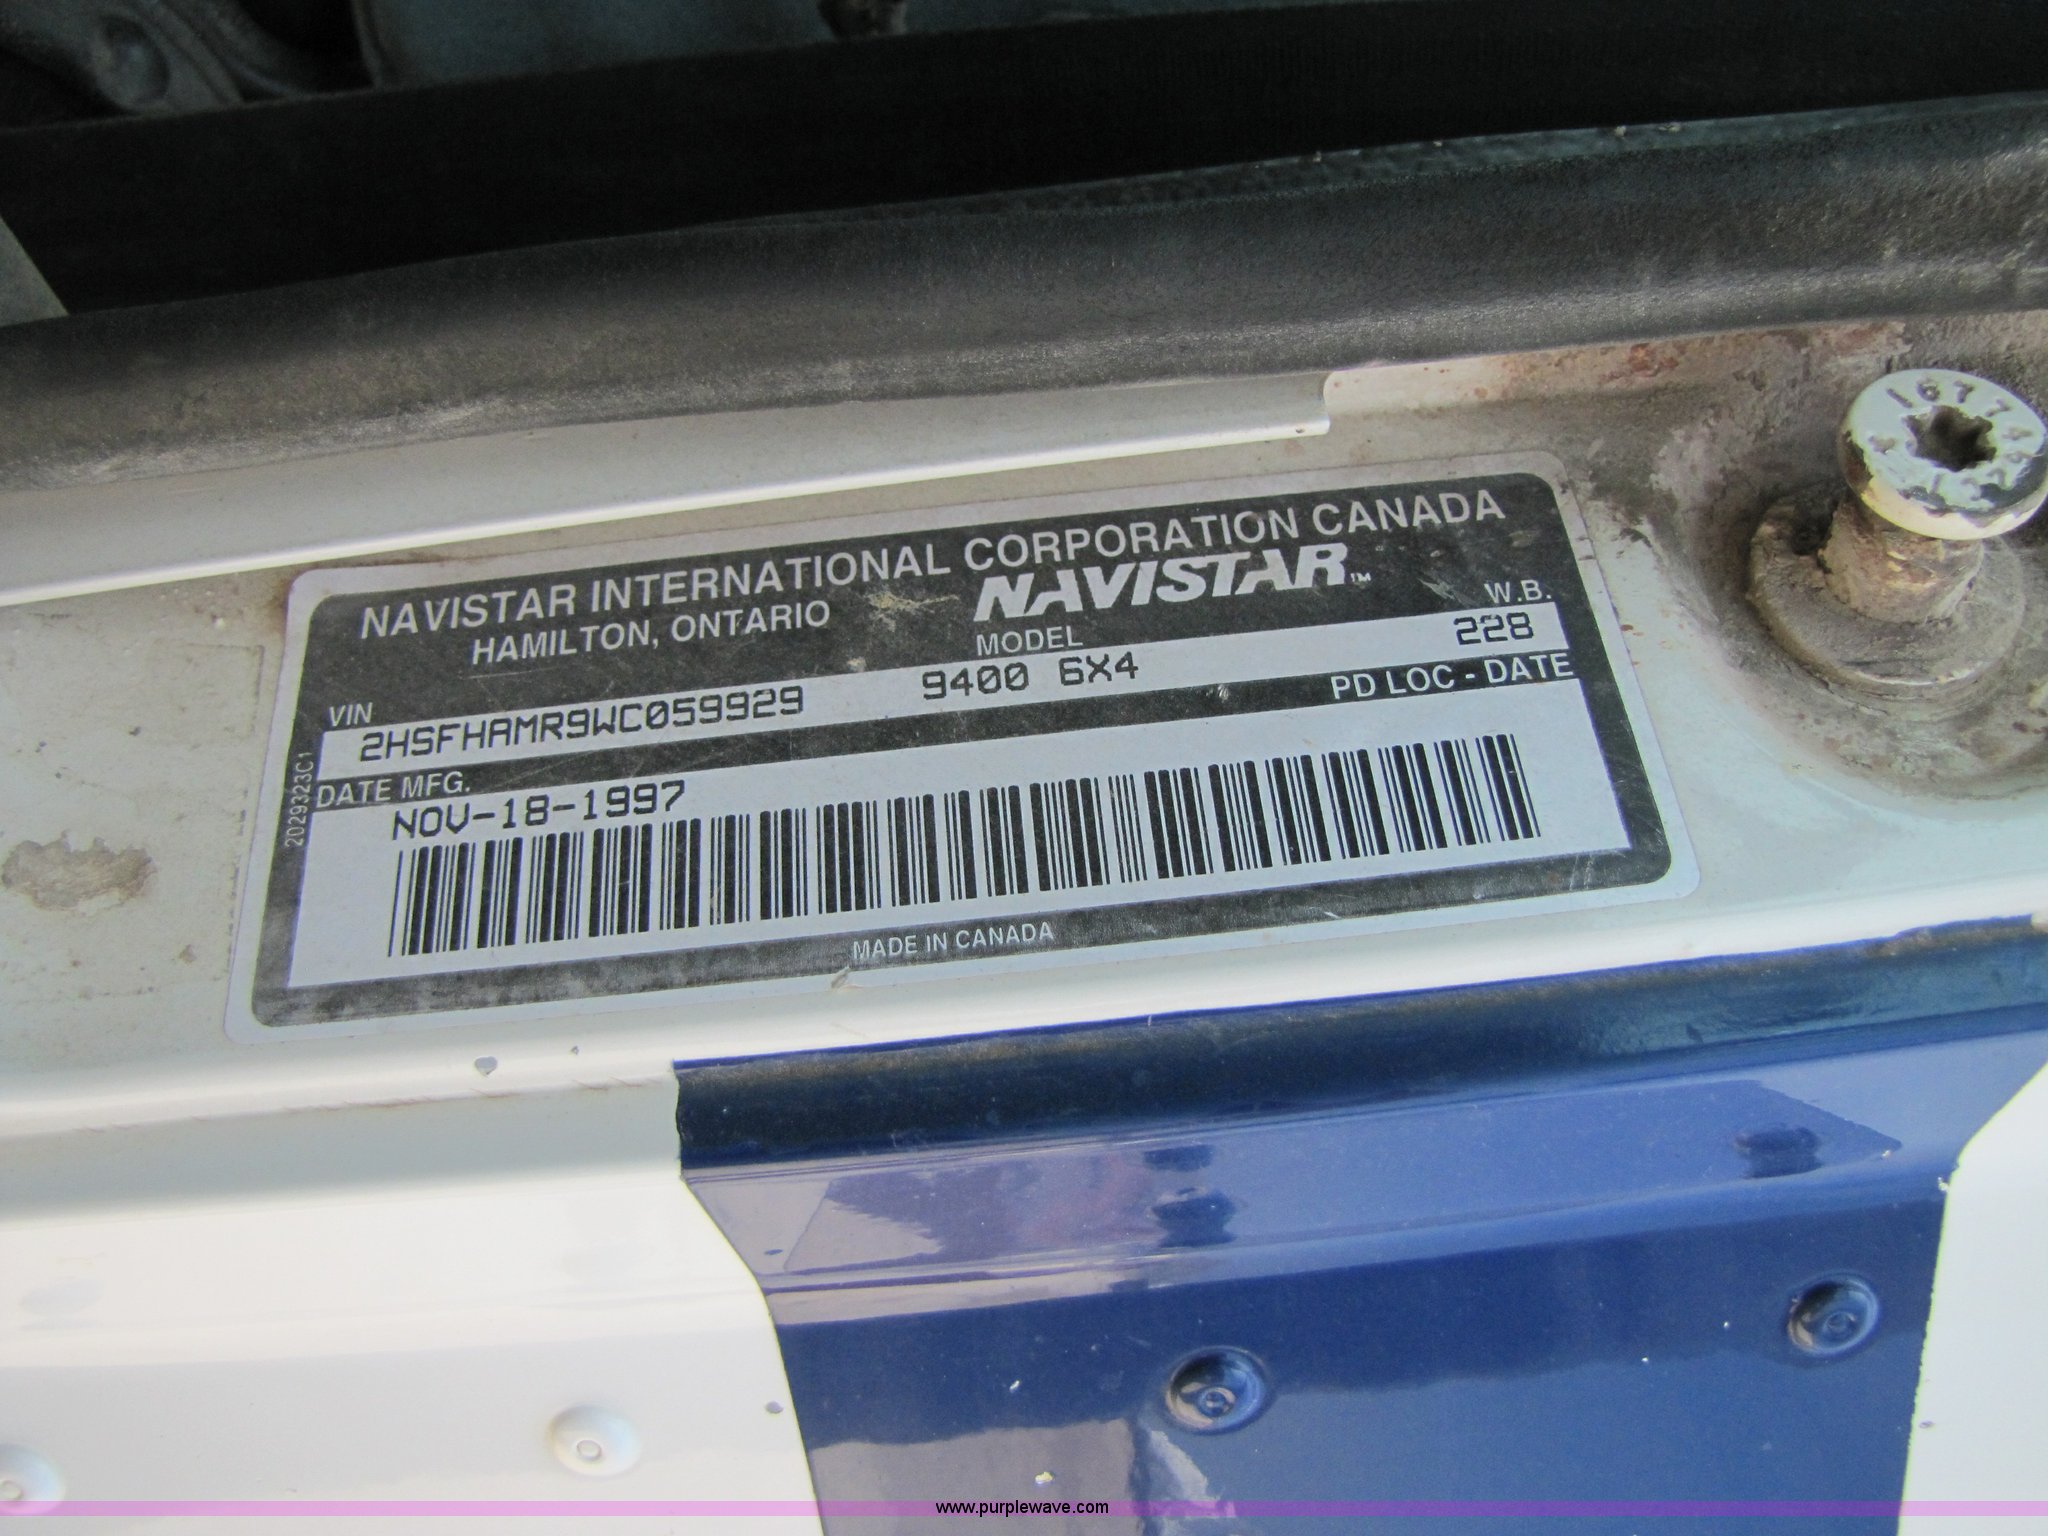 NAVISTAR INTERNATIONAL CORPORATION CANADA
HAMILTON, ONTARIO
NAVISTAR™
MODEL
W.B.
VIN
2HSFHAMR9WC059929
9400 6X4
228
DATE MFG.
PD LOC - DATE
NOV-18-1997
2029323C1
MADE IN CANADA
www.purplewave.com